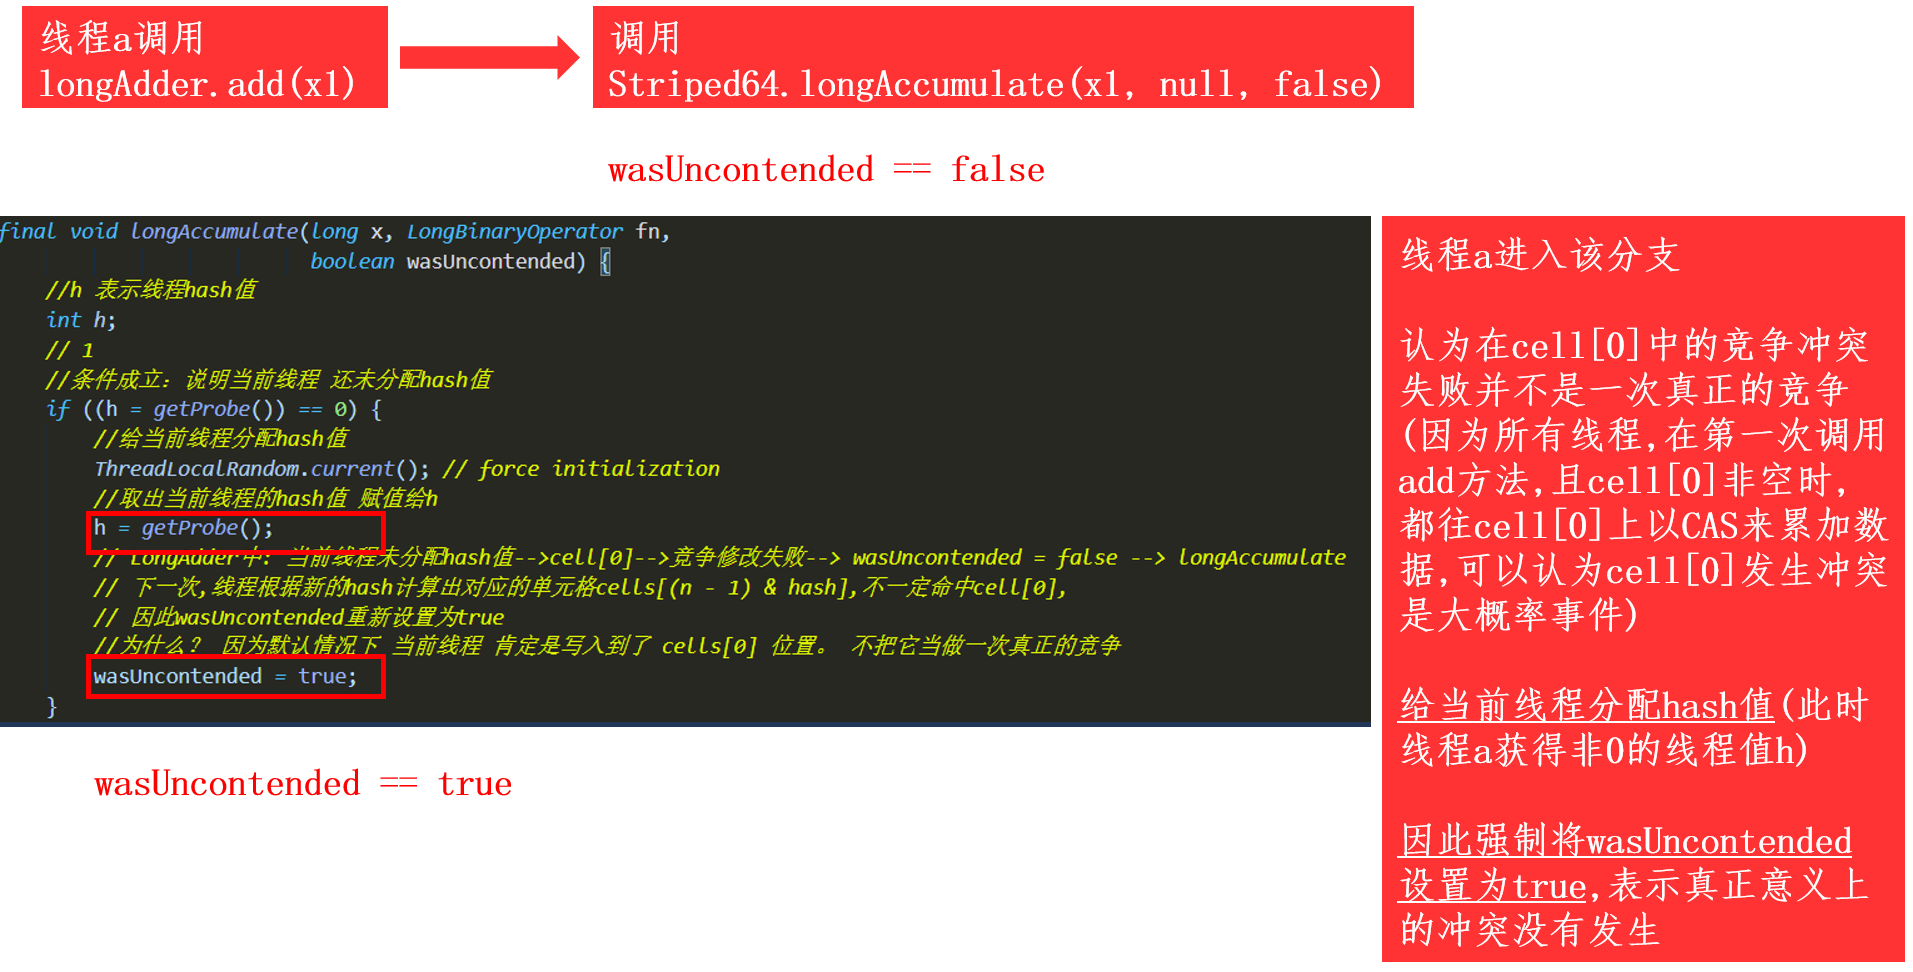 线程a调用
longAdder.add(x1)
调用
Striped64.longAccumulate(x1, null, false)
wasUncontended == false
final void longAccumulate(long x, LongBinaryOperator fn,
boolean wasUncontended) {
//h 表示线程hash值
int h;
// 1
//条件成立：说明当前线程 还未分配hash值
if ((h = getProbe()) == 0) {
//给当前线程分配hash值
ThreadLocalRandom.current(); // force initialization
//取出当前线程的hash值 赋值给h
h = getProbe();
// LongAdder中: 当前线程未分配hash值-->cell[0]-->竞争修改失败--> wasUncontended = false --> longAccumulate
// 下一次,线程根据新的hash计算出对应的单元格cells[(n - 1) & hash],不一定命中cell[0],
// 因此wasUncontended重新设置为true
//为什么？ 因为默认情况下 当前线程 肯定是写入到了 cells[0] 位置。 不把它当做一次真正的竞争
wasUncontended = true;
}
wasUncontended == true
线程a进入该分支
认为在cell[0]中的竞争冲突
失败并不是一次真正的竞争
(因为所有线程,在第一次调用
add方法,且cell[0]非空时,
都往cell[0]上以CAS来累加数
据,可以认为cell[0]发生冲突
是大概率事件)
给当前线程分配hash值(此时
线程a获得非0的线程值h)
因此强制将wasUncontended
设置为true,表示真正意义上
的冲突没有发生